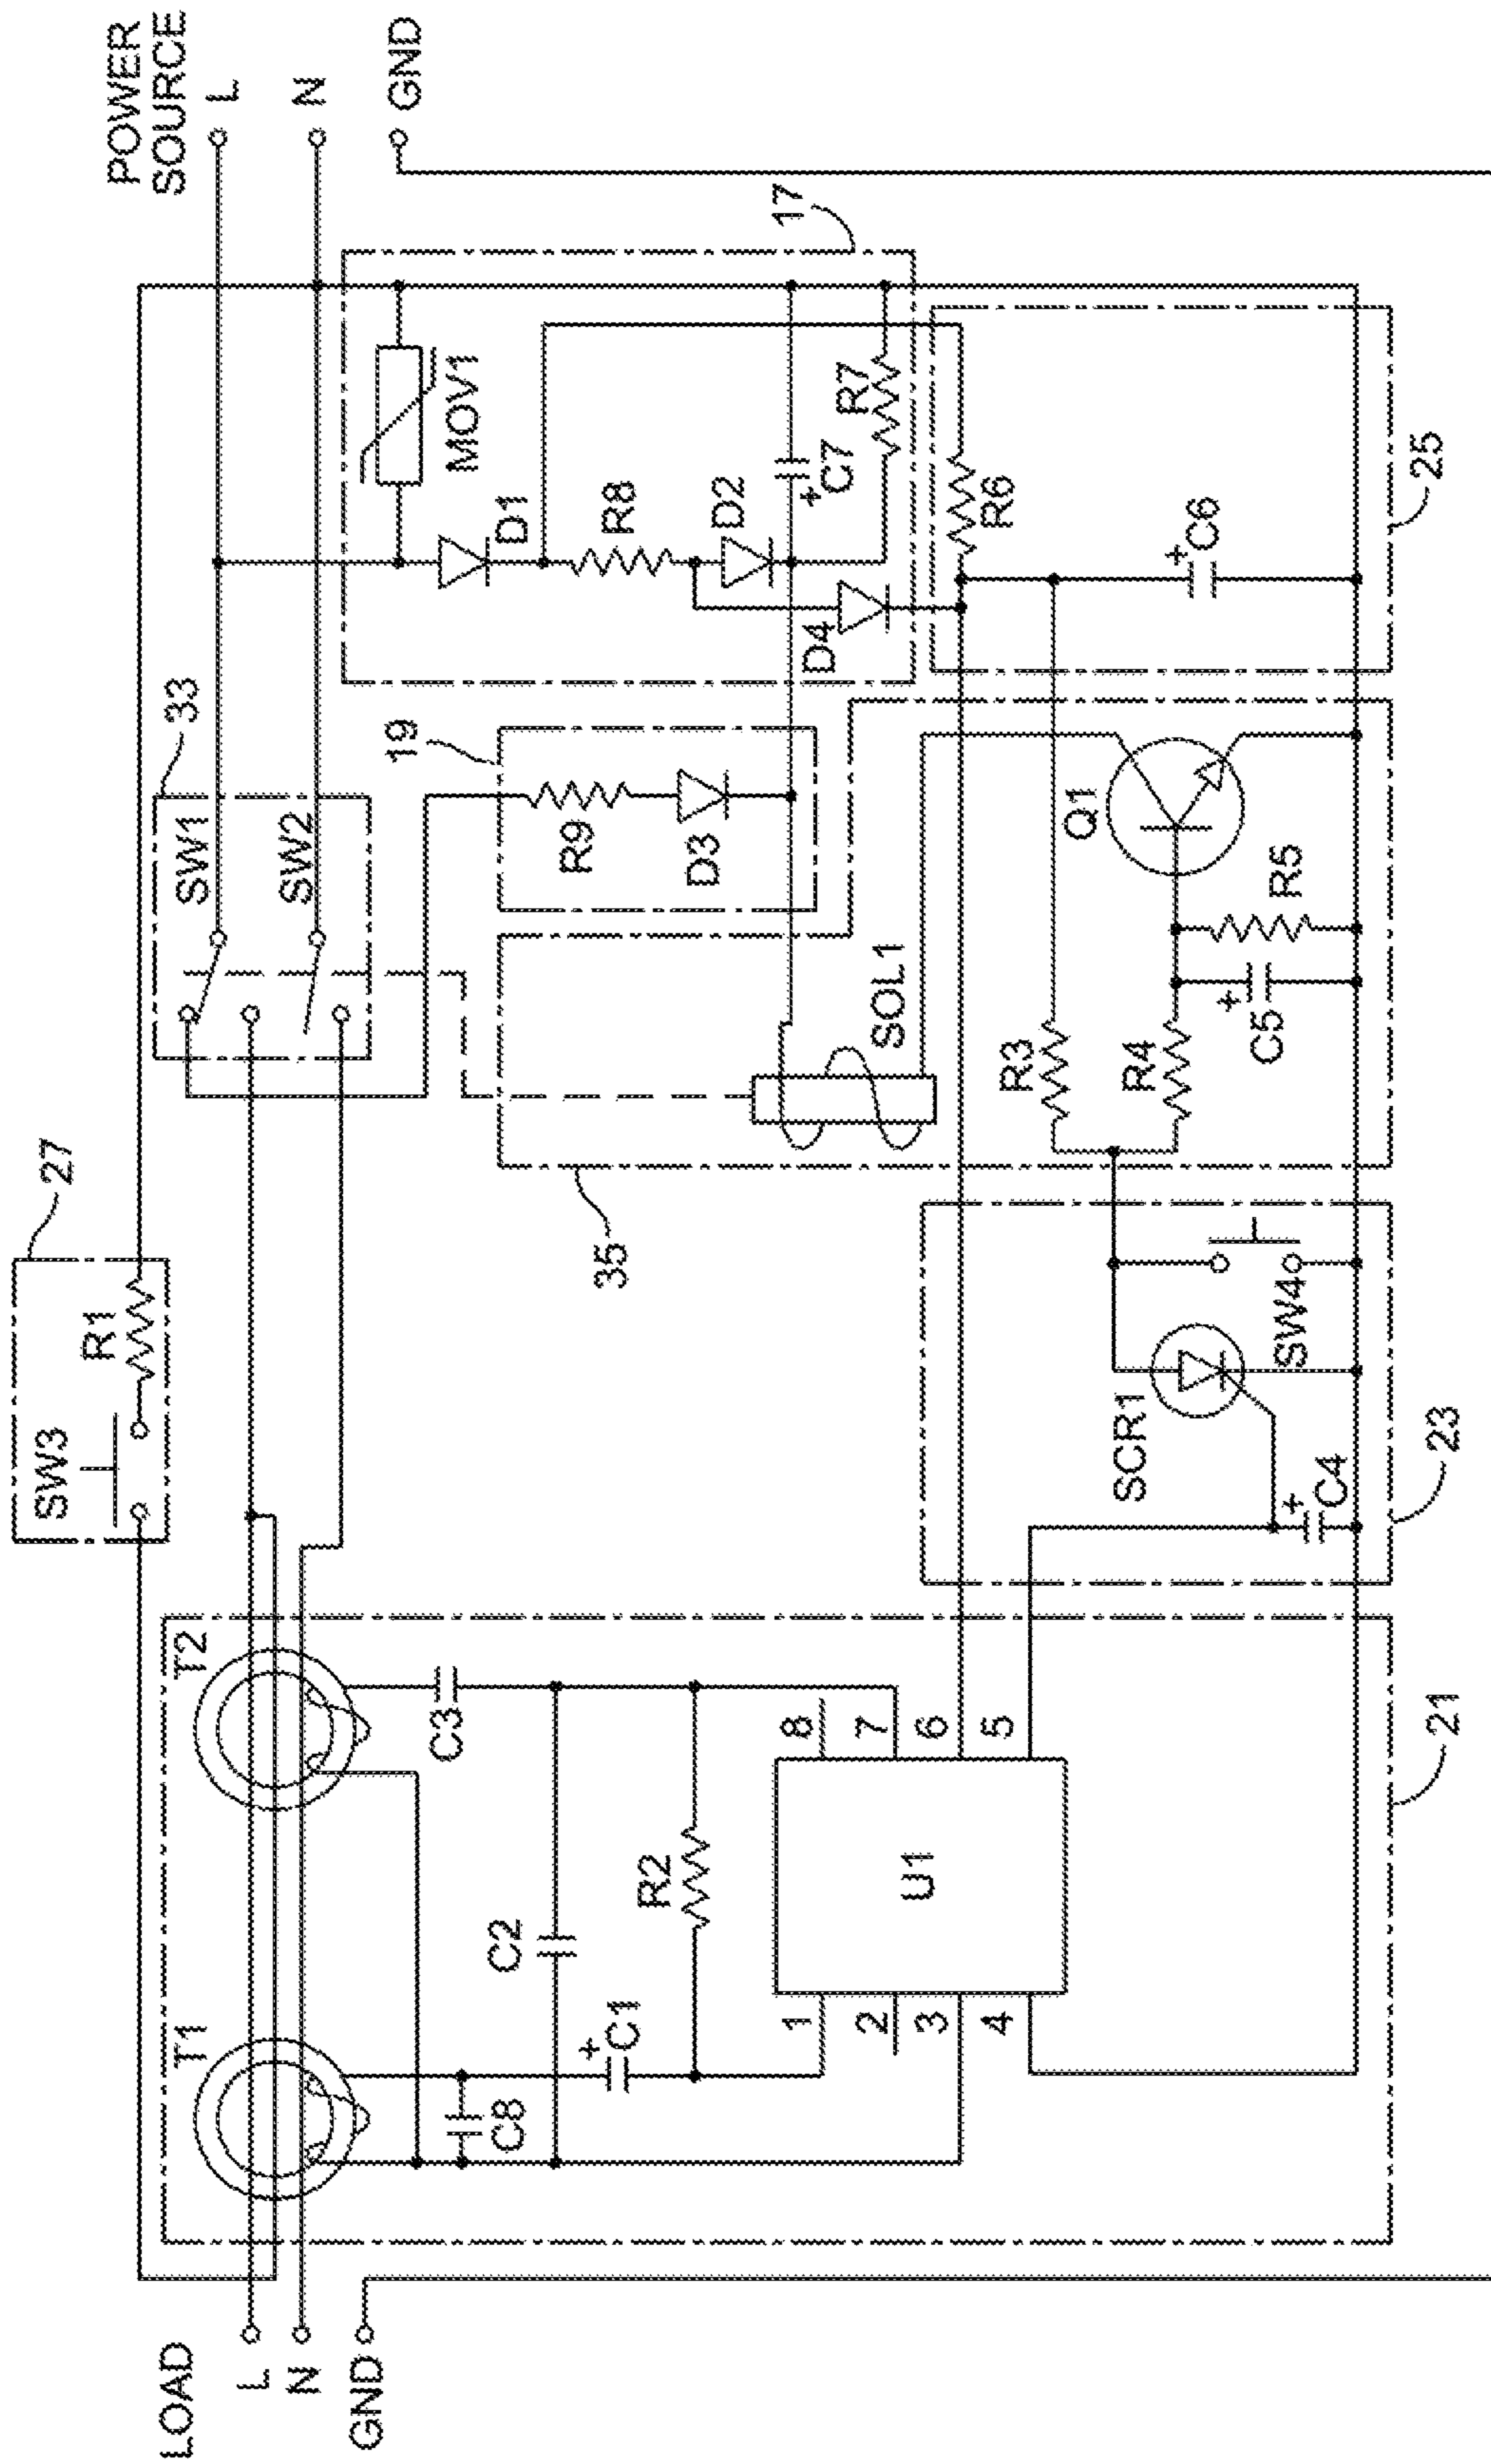 POWER
SOURCE
L
N
GND
17
MOV1
D1
R8
D2
C7
+
R7
D4
R6
C6
+
25
33
SW1
SW2
19
R9
D3
SOL1
35
Q1
R5
R3
R4
C5
+
27
R1
SW3
SW4
SCR1
C4
+
23
T2
T1
C3
C2
R2
C1
+
C8
U1
8
7
6
5
1
2
3
4
21
LOAD
L
N
GND